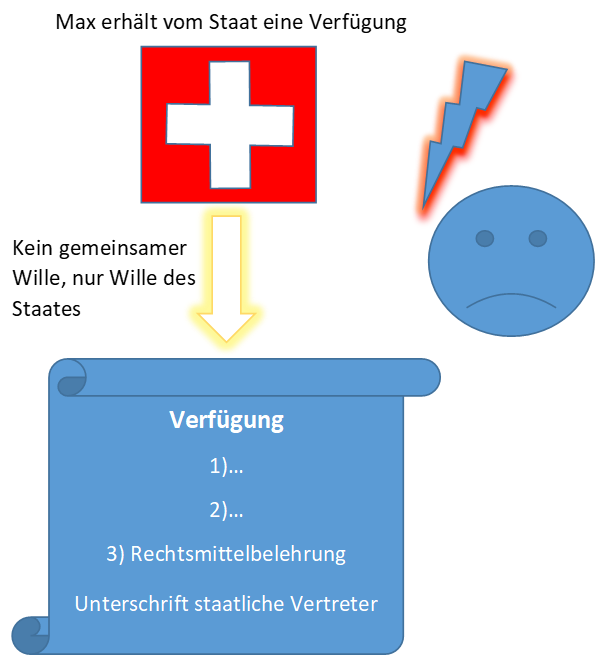 Max erhält vom Staat eine Verfügung
Kein gemeinsamer
Wille, nur Wille des
Staates
Verfügung
1)...
2)...
3) Rechtsmittelbelehrung
Unterschrift staatliche Vertreter